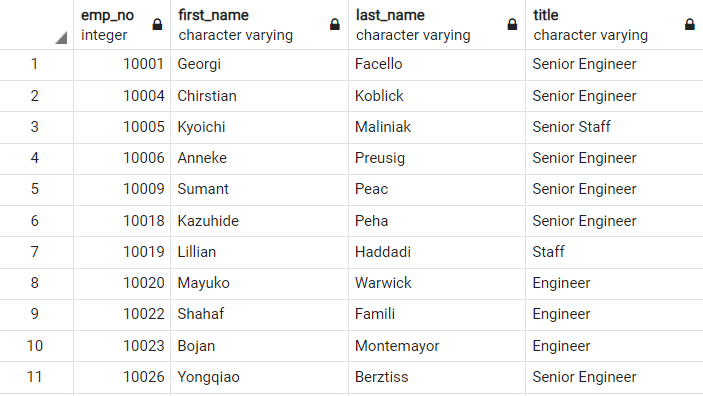 emp_no first_name last_name title
integer character varying character varying character varying
1 10001 Georgi Facello Senior Engineer
2 10004 Chirstian Koblick Senior Engineer
3 10005 Kyoichi Maliniak Senior Staff
4 10006 Anneke Preusig Senior Engineer
5 10009 Sumant Peac Senior Engineer
6 10018 Kazuhide Peha Senior Engineer
7 10019 Lillian Haddadi Staff
8 10020 Mayuko Warwick Engineer
9 10022 Shahaf Famili Engineer
10 10023 Bojan Montemayor Engineer
11 10026 Yongqiao Berztiss Senior Engineer